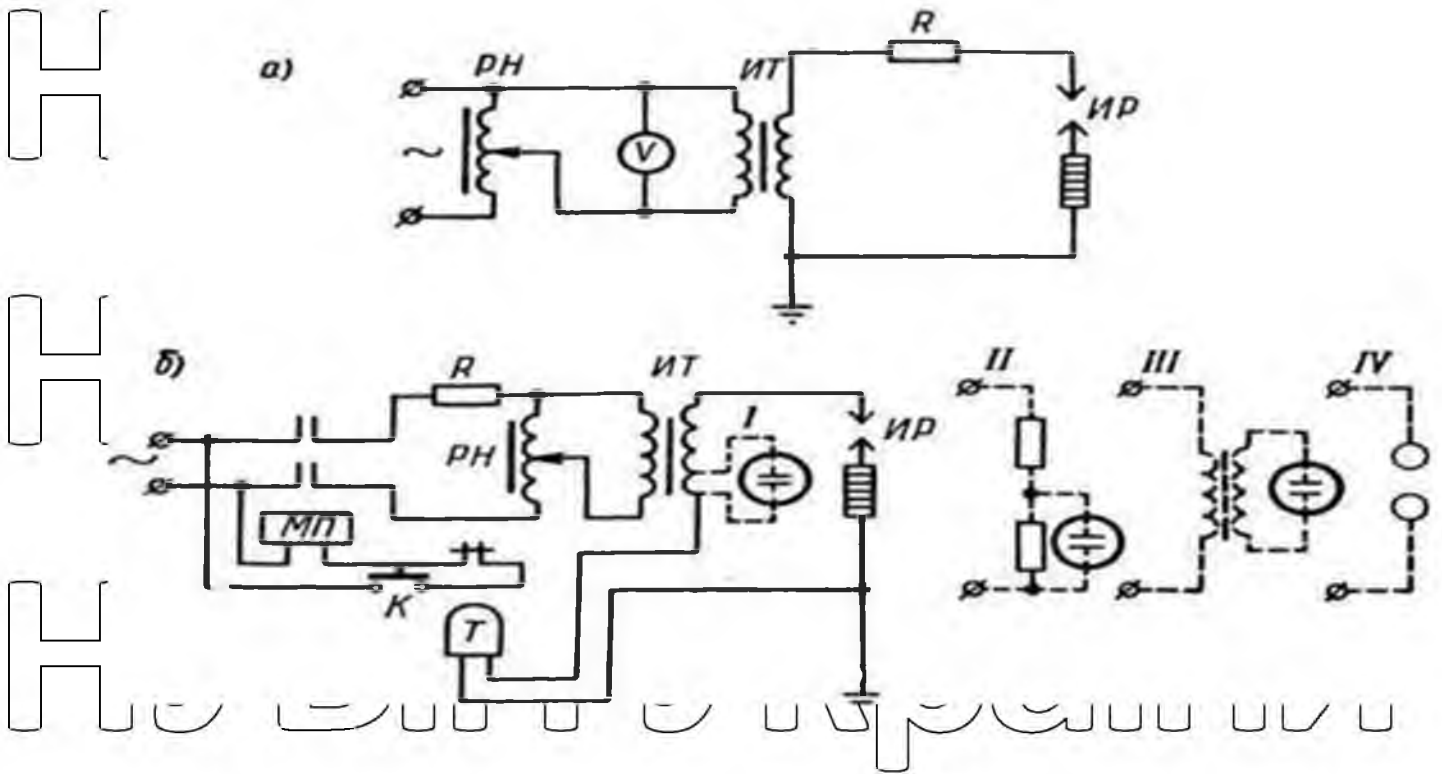 а)
РН
ИТ
R
ИР
V
~
б)
R
ИТ
I
ИР
РН
~
МП
К
Т
II
III
IV